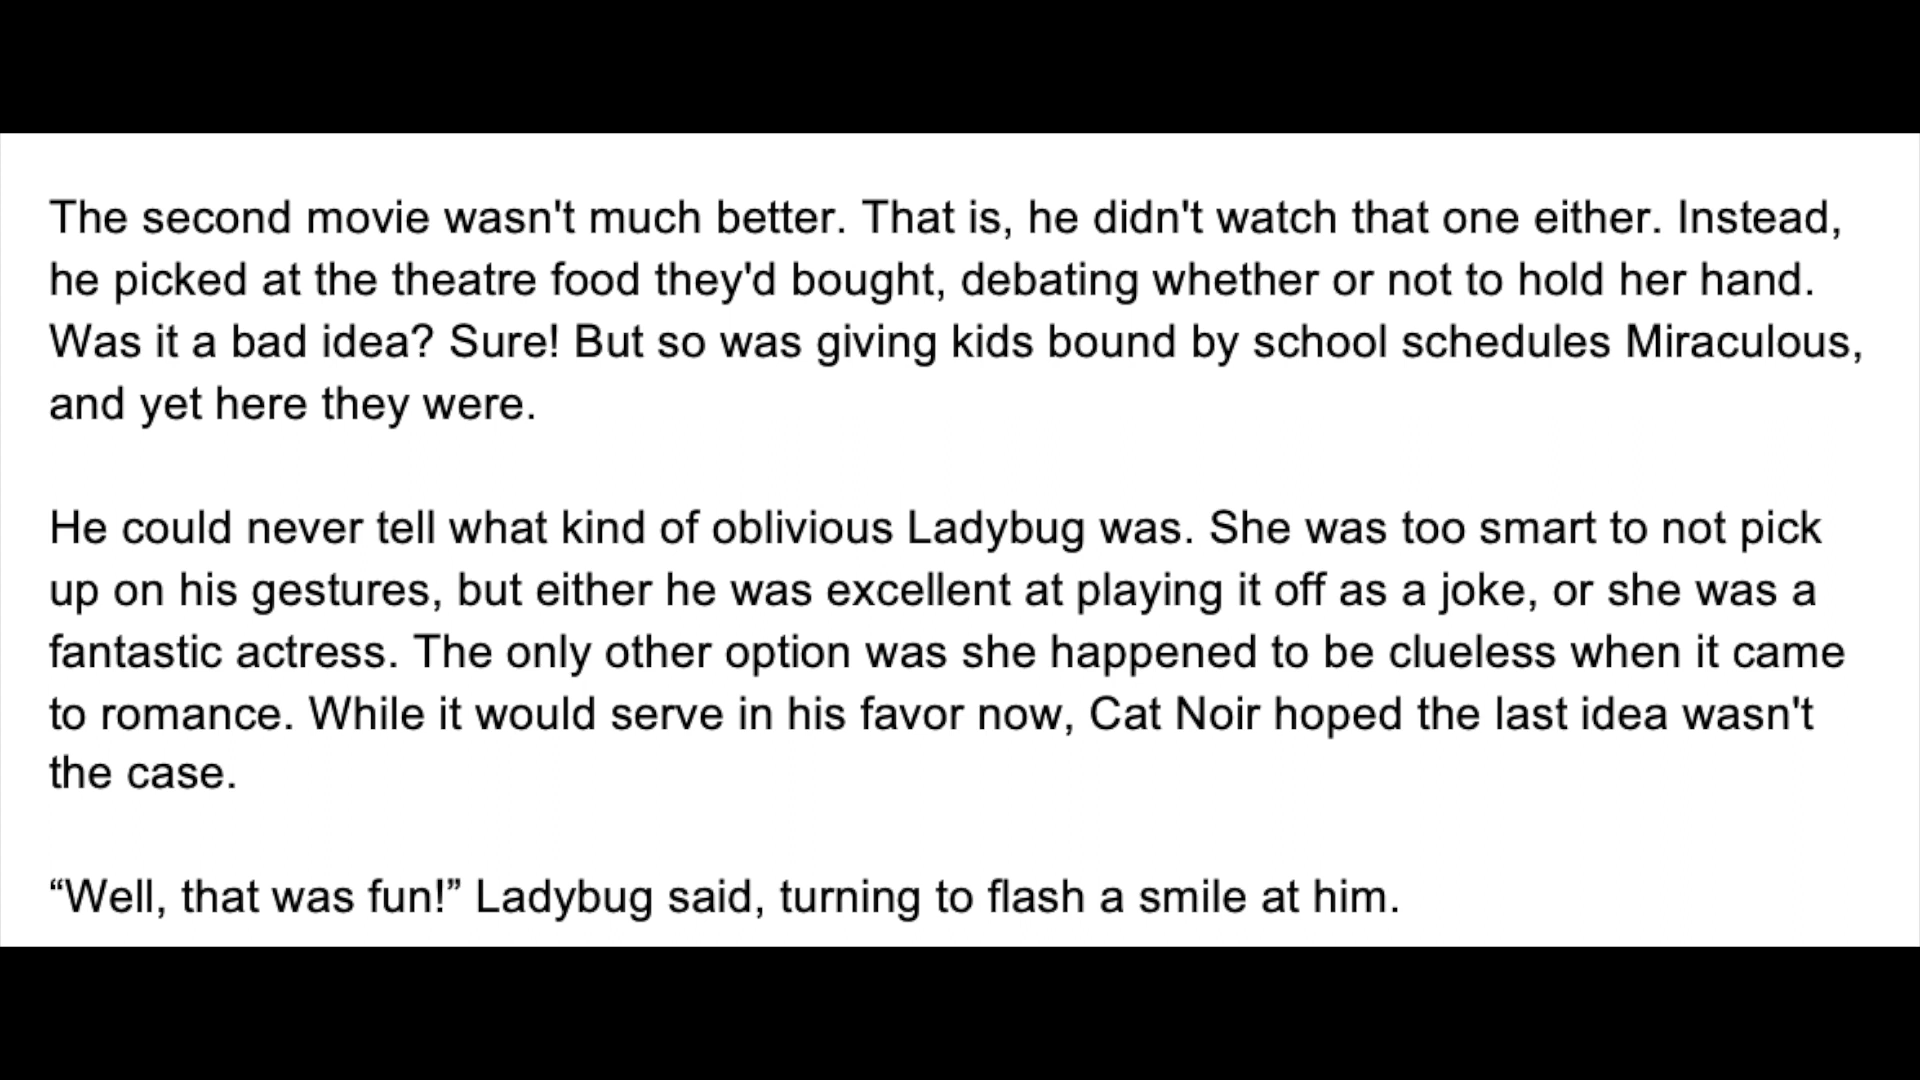 The second movie wasn't much better. That is, he didn't watch that one either. Instead,
he picked at the theatre food they'd bought, debating whether or not to hold her hand.
Was it a bad idea? Sure! But so was giving kids bound by school schedules Miraculous,
and yet here they were.
He could never tell what kind of oblivious Ladybug was. She was too smart to not pick
up on his gestures, but either he was excellent at playing it off as a joke, or she was a
fantastic actress. The only other option was she happened to be clueless when it came
to romance. While it would serve in his favor now, Cat Noir hoped the last idea wasn't
the case.
“Well, that was fun!” Ladybug said, turning to flash a smile at him.